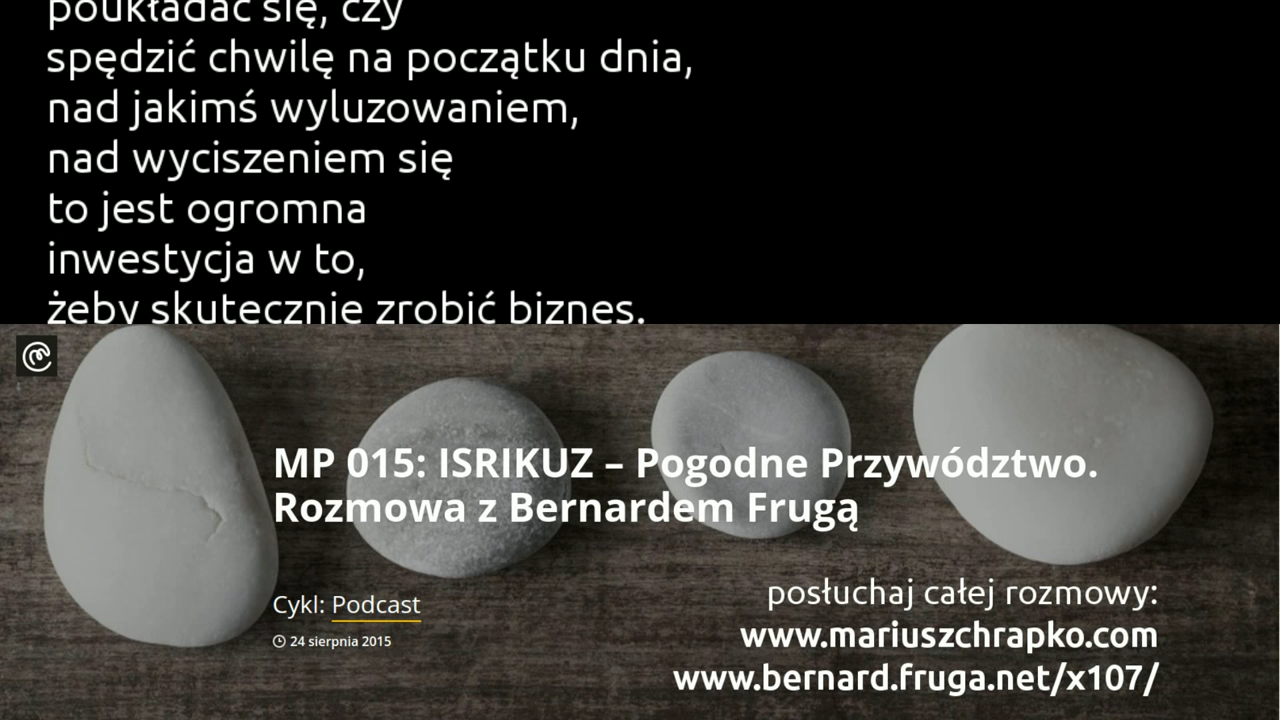 poukładać się, czy
spędzić chwilę na początku dnia,
nad jakimś wyluzowaniem,
nad wyciszeniem się
to jest ogromna
inwestycja w to,
żeby skutecznie zrobić biznes.
MP 015: ISRIKUZ – Pogodne Przywództwo.
Rozmowa z Bernardem Frugą
Cykl: Podcast
24 sierpnia 2015
posłuchaj całej rozmowy:
www.mariuszchrapko.com
www.bernard.fruga.net/x107/